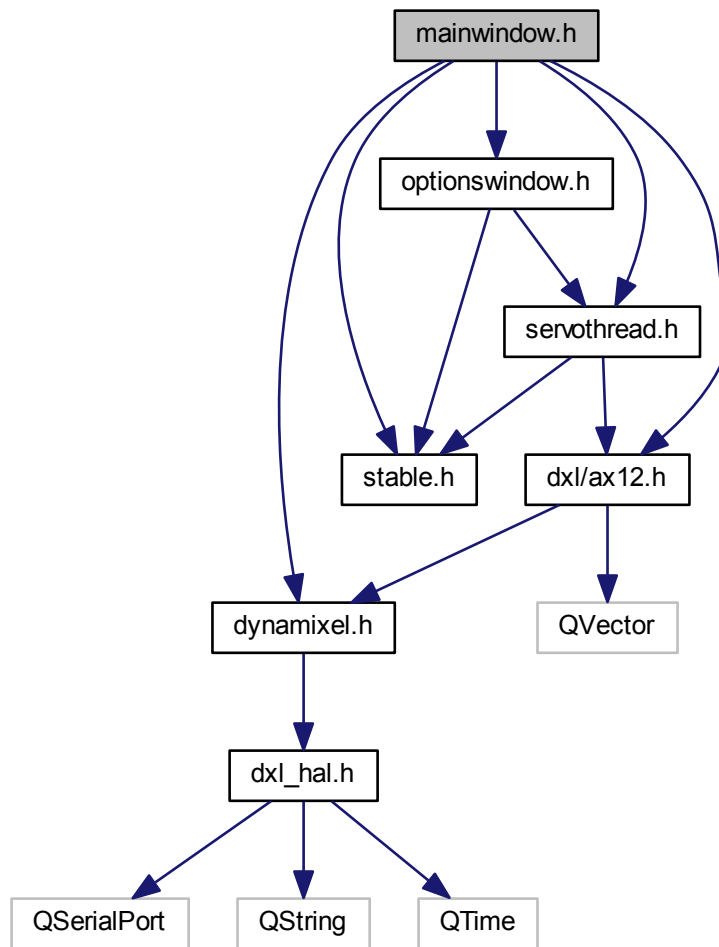 mainwindow.h
optionswindow.h
servothread.h
stable.h
dxl/ax12.h
dynamixel.h
QVector
dxl_hal.h
QSerialPort
QString
QTime